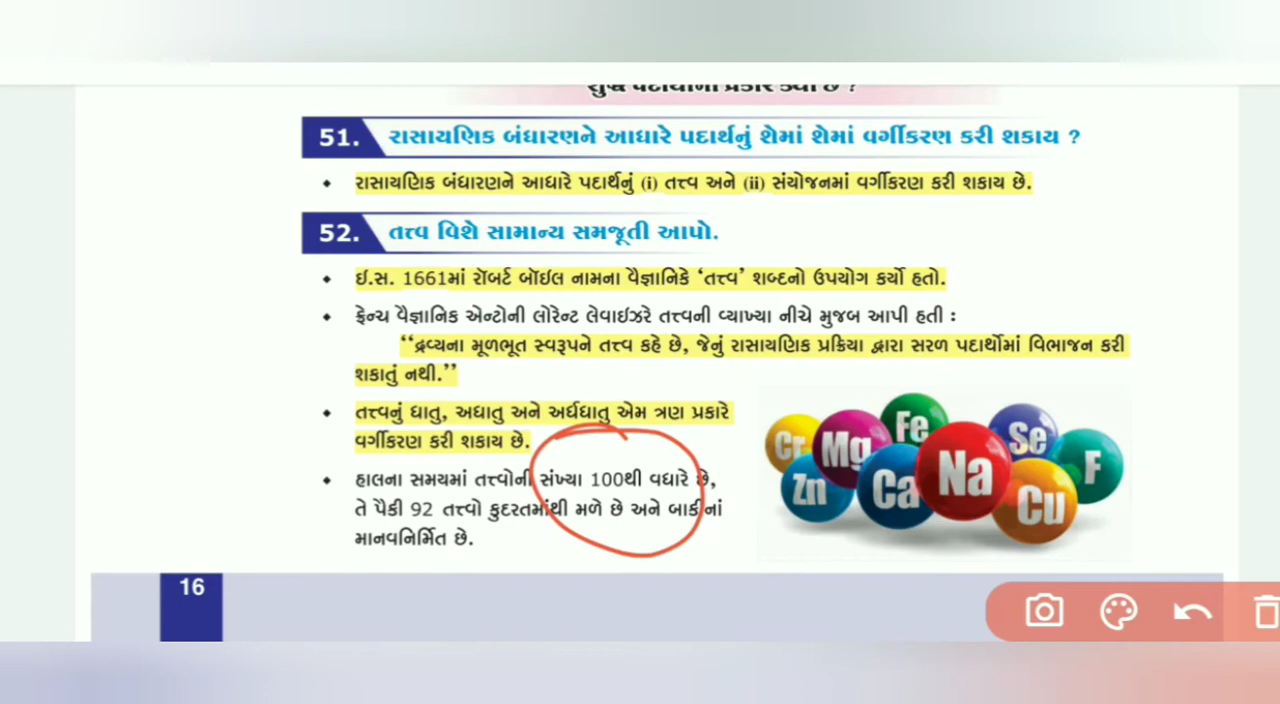 51. રાસાયણિક બંધારણને આધારે પદાર્થનું શેમાં શેમાં વર્ગીકરણ કરી શકાય ?
• રાસાયણિક બંધારણને આધારે પદાર્થનું (i) તત્ત્વ અને (ii) સંયોજનમાં વર્ગીકરણ કરી શકાય છે.
52. તત્ત્વ વિશે સામાન્ય સમજૂતી આપો.
• ઈ.સ. 1661માં રૉબર્ટ બૉઈલ નામના વૈજ્ઞાનિકે ‘તત્ત્વ’ શબ્દનો ઉપયોગ કર્યો હતો.
• ફ્રેન્ચ વૈજ્ઞાનિક એન્ટોની લોરેન્ટ લેવાઈઝરે તત્ત્વની વ્યાખ્યા નીચે મુજબ આપી હતી :
‘‘દ્રવ્યના મૂળભૂત સ્વરૂપને તત્ત્વ કહે છે, જેનું રાસાયણિક પ્રક્રિયા દ્વારા સરળ પદાર્થોમાં વિભાજન કરી
શકાતું નથી.’’
• તત્ત્વનું ધાતુ, અધાતુ અને અર્ધધાતુ એમ ત્રણ પ્રકારે
વર્ગીકરણ કરી શકાય છે.
• હાલના સમયમાં તત્ત્વોની સંખ્યા 100થી વધારે છે,
તે પૈકી 92 તત્ત્વો કુદરતમાંથી મળે છે અને બાકીનાં
માનવનિર્મિત છે.
Cr Mg Fe Se F
Zn Ca Na Cu
16